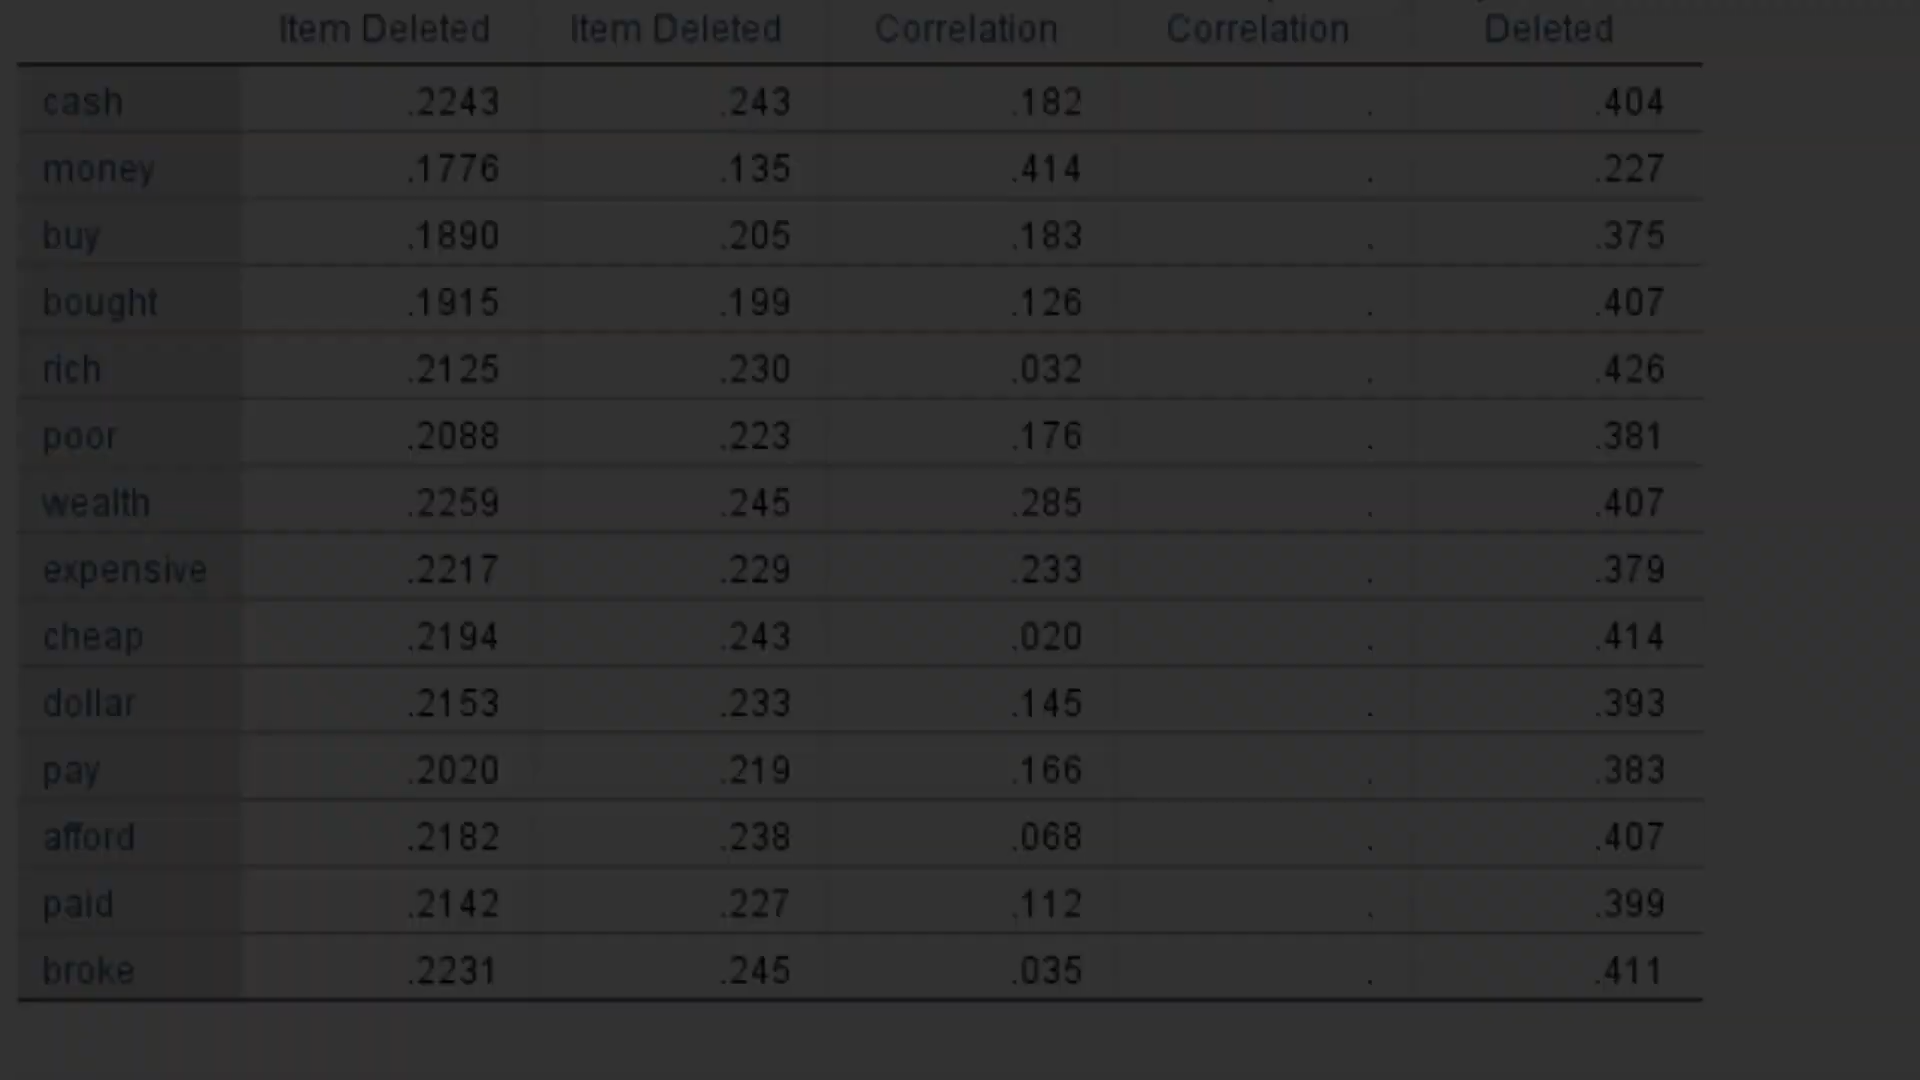 Item Deleted Item Deleted Correlation Correlation Deleted
cash .2243 .243 .182 . .404
money .1776 .135 .414 . .227
buy .1890 .205 .183 . .375
bought .1915 .199 .126 . .407
rich .2125 .230 .032 . .426
poor .2088 .223 .176 . .381
wealth .2259 .245 .285 . .407
expensive .2217 .229 .233 . .379
cheap .2194 .243 .020 . .414
dollar .2153 .233 .145 . .393
pay .2020 .219 .166 . .383
afford .2182 .238 .068 . .407
paid .2142 .227 .112 . .399
broke .2231 .245 .035 . .411